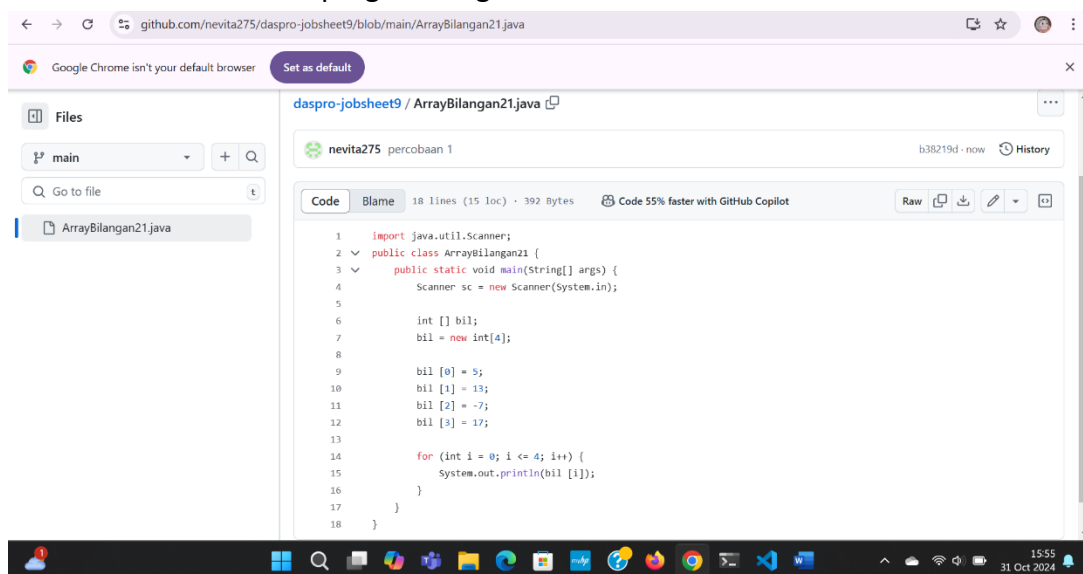 github.com/nevita275/daspro-jobsheet9/blob/main/ArrayBilangan21.java
Google Chrome isn't your default browser
Set as default
Files
daspro-jobsheet9 / ArrayBilangan21.java
main
nevita275 percobaan 1
b38219d · now
History
Go to file
t
Code
Blame
18 lines (15 loc) · 392 Bytes
Code 55% faster with GitHub Copilot
Raw
ArrayBilangan21.java
1 import java.util.Scanner;
2 public class ArrayBilangan21 {
3 public static void main(String[] args) {
4 Scanner sc = new Scanner(System.in);
5
6 int [] bil;
7 bil = new int[4];
8
9 bil [0] = 5;
10 bil [1] = 13;
11 bil [2] = -7;
12 bil [3] = 17;
13
14 for (int i = 0; i <= 4; i++) {
15 System.out.println(bil [i]);
16 }
17 }
18 }
1
myhp
15:55
31 Oct 2024